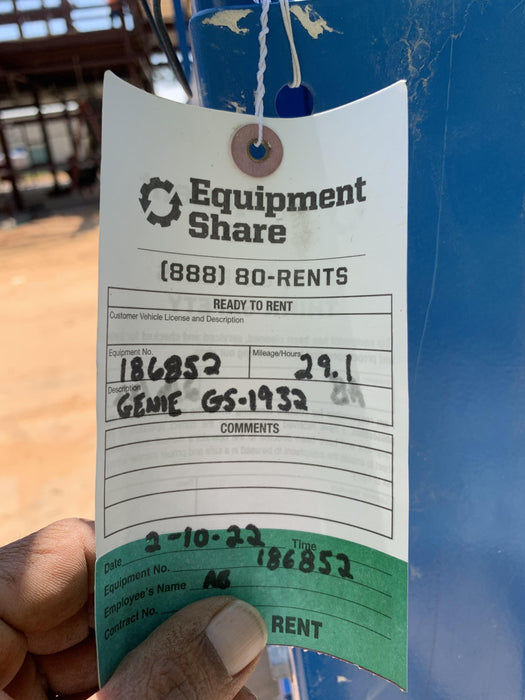 Equipment
Share
(888) 80-RENTS
READY TO RENT
Customer Vehicle License and Description
Equipment No. Mileage/Hours
186852 29.1
Description
GENIE GS-1932
COMMENTS
Date 2-10-22 Time
Equipment No. 186852
Employee's Name AB
Contract No.
RENT